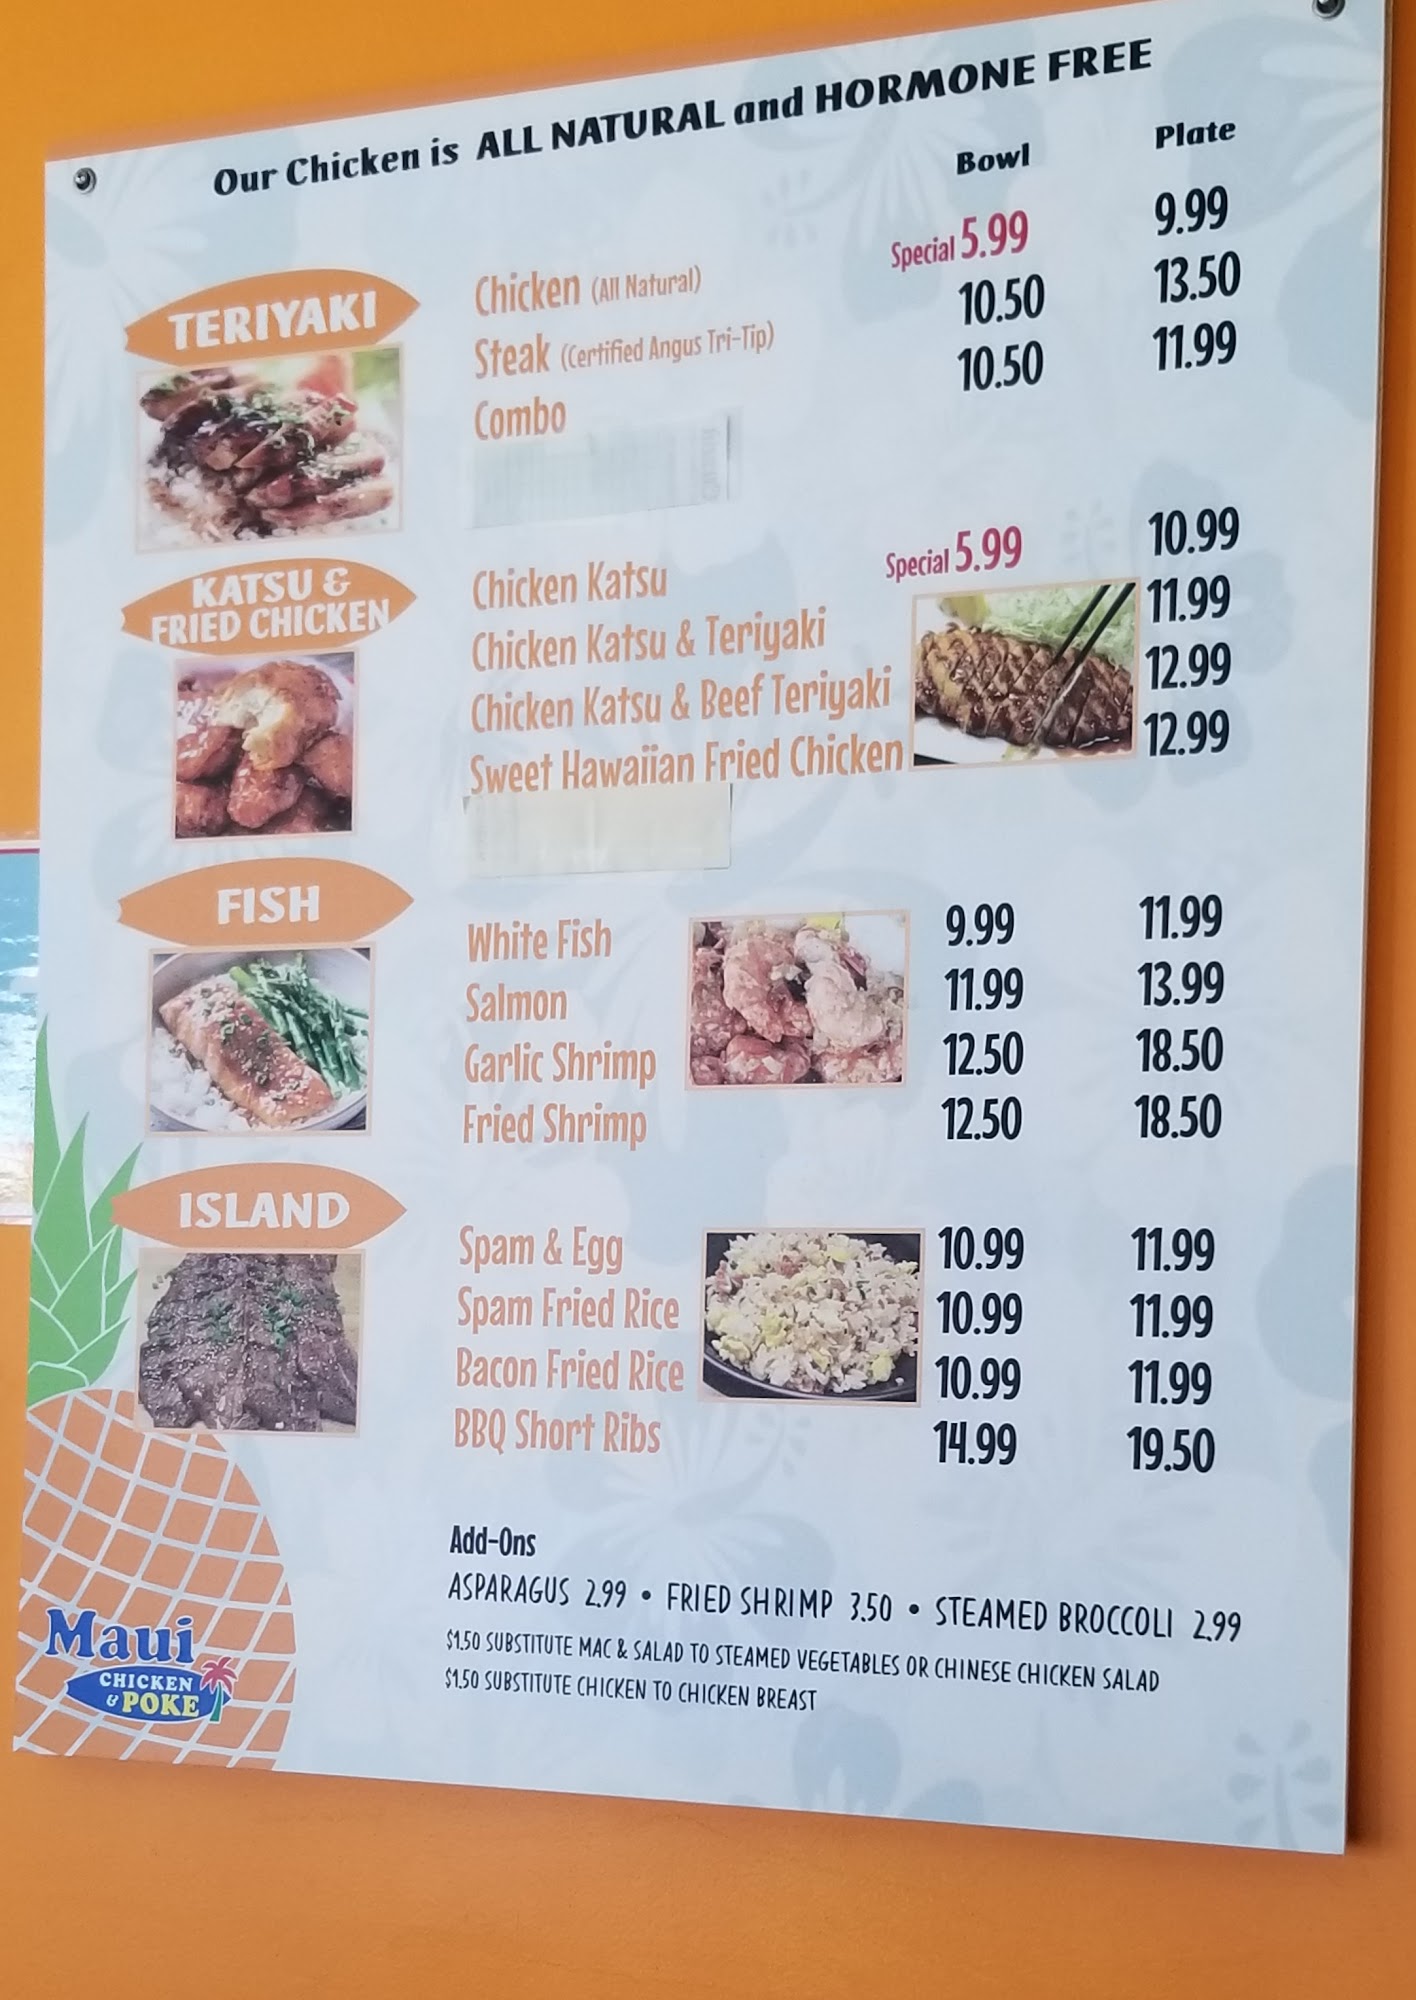 Our Chicken is ALL NATURAL and HORMONE FREE
Bowl Plate
TERIYAKI
Chicken (All Natural) Special 5.99 9.99
Steak (Certified Angus Tri-Tip) 10.50 13.50
Combo 10.50 11.99
KATSU &
FRIED CHICKEN
Chicken Katsu Special 5.99 10.99
Chicken Katsu & Teriyaki 11.99
Chicken Katsu & Beef Teriyaki 12.99
Sweet Hawaiian Fried Chicken 12.99
FISH
White Fish 9.99 11.99
Salmon 11.99 13.99
Garlic Shrimp 12.50 18.50
Fried Shrimp 12.50 18.50
ISLAND
Spam & Egg 10.99 11.99
Spam Fried Rice 10.99 11.99
Bacon Fried Rice 10.99 11.99
BBQ Short Ribs 14.99 19.50
Add-Ons
ASPARAGUS 2.99 • FRIED SHRIMP 3.50 • STEAMED BROCCOLI 2.99
$1.50 SUBSTITUTE MAC & SALAD TO STEAMED VEGETABLES OR CHINESE CHICKEN SALAD
$1.50 SUBSTITUTE CHICKEN TO CHICKEN BREAST
Maui
CHICKEN
& POKE